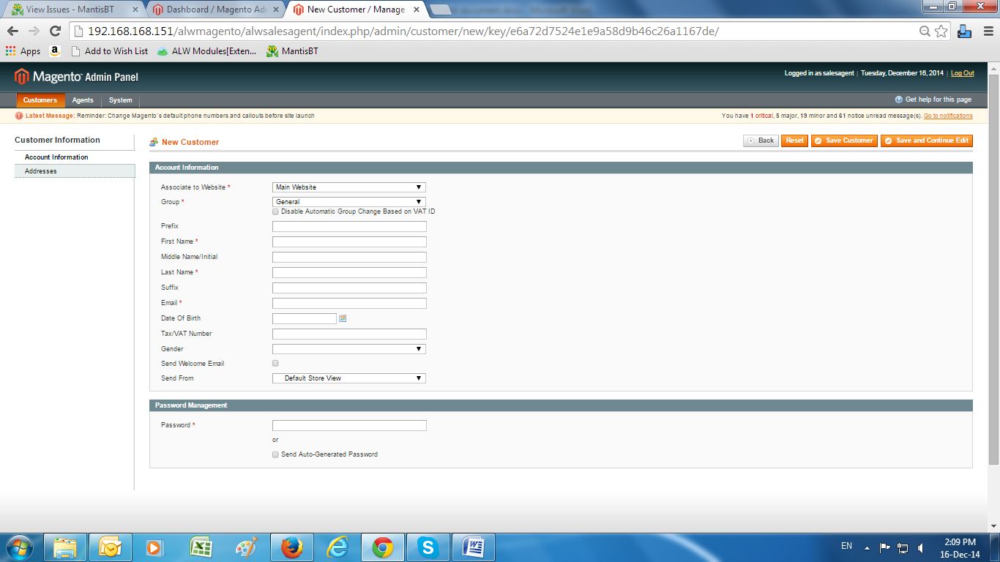 View Issues - MantisBT
Dashboard / Magento Adm
New Customer / Manage
192.168.168.151/alwmagento/alwsalesagent/index.php/admin/customer/new/key/e6a72d7524e1e9a58d9b46c26a1167de/
Apps
Add to Wish List
ALW Modules[Exten...
MantisBT
Magento Admin Panel
Logged in as salesagent | Tuesday, December 16, 2014 | Log Out
Customers
Agents
System
Get help for this page
Latest Message: Reminder: Change Magento`s default phone numbers and callouts before site launch
You have 1 critical, 5 major, 19 minor and 61 notice unread message(s). Go to notifications
Customer Information
Account Information
Addresses
New Customer
Back
Reset
Save Customer
Save and Continue Edit
Account Information
Associate to Website * Main Website
Group * General
Disable Automatic Group Change Based on VAT ID
Prefix
First Name *
Middle Name/Initial
Last Name *
Suffix
Email *
Date Of Birth
Tax/VAT Number
Gender
Send Welcome Email
Send From Default Store View
Password Management
Password *
or
Send Auto-Generated Password
EN
2:09 PM
16-Dec-14